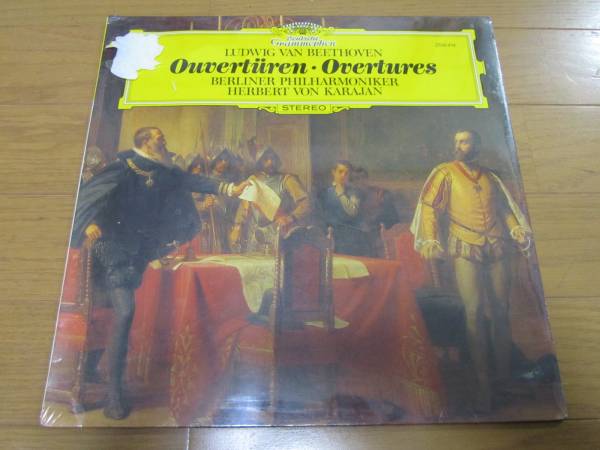 Deutsche
Grammophon
LUDWIG VAN BEETHOVEN
Ouvertüren · Overtures
BERLINER PHILHARMONIKER
HERBERT VON KARAJAN
STEREO